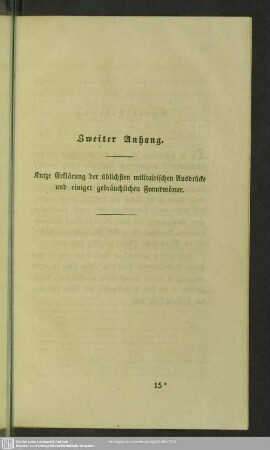 Zweiter Anhang.
Kurze Erklärung der üblichsten militairischen Ausdrücke
und einiger gebräuchlichen Fremdwörter.
15*